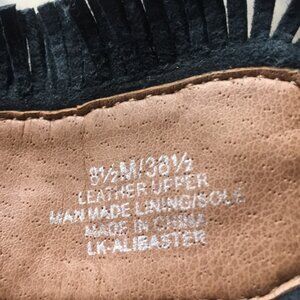 8½M/38½
LEATHER UPPER
MAN MADE LINING/SOLE
MADE IN CHINA
LK-ALIBASTER